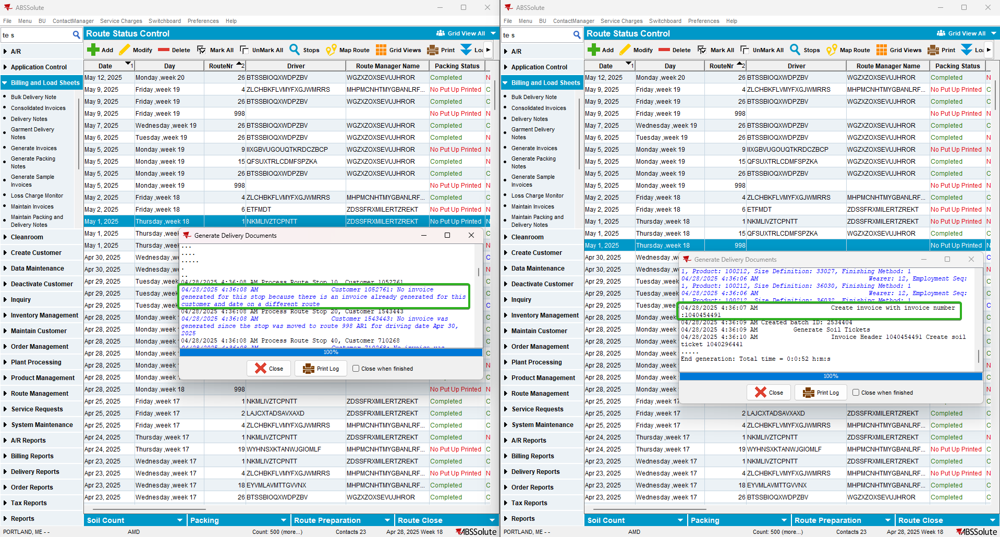 ABSSolute
File Menu BU ContactManager Service Charges Switchboard Preferences Help
te s
Route Status Control Grid View All
Add Modify Delete Mark All UnMark All Stops Map Route Grid Views Print Loa
A/R
Application Control
Billing and Load Sheets
Bulk Delivery Note
Consolidated Invoices
Delivery Notes
Garment Delivery
Notes
Generate Invoices
Generate Packing
Notes
Generate Sample
Invoices
Loss Charge Monitor
Maintain Invoices
Maintain Packing and
Delivery Notes
Cleanroom
Create Customer
Data Maintenance
Deactivate Customer
Inquiry
Inventory Management
Maintain Customer
Order Management
Plant Processing
Product Management
Route Management
Service Requests
System Maintenance
A/R Reports
Billing Reports
Delivery Reports
Order Reports
Tax Reports
Reports
Date 1 Day RouteNr 2 Driver Route Manager Name Packing Status
May 12, 2025 Monday ,week 20 26 BTSSBIOQXWDPZBV WGZXZOXSEVUJHROR Completed N
May 9, 2025 Friday ,week 19 4 ZLCHBKFLVMYFXGJWMRRS MHPMCNHTMYGBANLRF... No Put Up Printed C
May 9, 2025 Friday ,week 19 26 BTSSBIOQXWDPZBV WGZXZOXSEVUJHROR Completed C
May 9, 2025 Friday ,week 19 998 No Put Up Printed N
May 7, 2025 Wednesday ,week 19 26 BTSSBIOQXWDPZBV WGZXZOXSEVUJHROR Completed C
May 6, 2025 Tuesday ,week 19 26 BTSSBIOQXWDPZBV WGZXZOXSEVUJHROR Completed N
May 5, 2025 Monday ,week 19 9 IIXGBVUGOUQTKRDCZBCP WGZXZOXSEVUJHROR No Put Up Printed N
May 5, 2025 Monday ,week 19 15 QFSUXTRLCDMFSPZKA WGZXZOXSEVUJHROR Completed N
May 5, 2025 Monday ,week 19 26 BTSSBIOQXWDPZBV WGZXZOXSEVUJHROR Completed C
May 5, 2025 Monday ,week 19 998 No Put Up Printed N
May 2, 2025 Friday ,week 18 4 ZLCHBKFLVMYFXGJWMRRS MHPMCNHTMYGBANLRF... Completed C
May 2, 2025 Friday ,week 18 6 ETFMDT ZDSSFRXMILERTZREKT No Put Up Printed N
May 1, 2025 Thursday ,week 18 1 NKMLIVZTCPNTT ZDSSFRXMILERTZREKT No Put Up Printed N
May 1, 2025 Thursday ,we C
May 1, 2025 Thursday ,we N
Apr 30, 2025 Wednesday ,we C
Apr 30, 2025 Wednesday ,we N
Apr 29, 2025 Tuesday ,week C
Apr 29, 2025 Tuesday ,week C
Apr 29, 2025 Tuesday ,week C
Apr 28, 2025 Monday ,week C
Apr 28, 2025 Monday ,week C
Apr 28, 2025 Monday ,week C
Apr 28, 2025 Monday ,week C
Apr 28, 2025 Monday ,week C
Apr 28, 2025 Monday ,week N
Apr 28, 2025 Monday ,week 18 998 No Put Up Printed N
Apr 25, 2025 Friday ,week 17 1 NKMLIVZTCPNTT ZDSSFRXMILERTZREKT Completed C
Apr 25, 2025 Friday ,week 17 2 LAJCXTADSAVXAXD ZDSSFRXMILERTZREKT Completed C
Apr 25, 2025 Friday ,week 17 4 ZLCHBKFLVMYFXGJWMRRS MHPMCNHTMYGBANLRF... Completed C
Apr 24, 2025 Thursday ,week 17 1 NKMLIVZTCPNTT ZDSSFRXMILERTZREKT Completed N
Apr 24, 2025 Thursday ,week 17 19 WYHNSXKTANWJGIOMLF MHPMCNHTMYGBANLRF... No Put Up Printed N
Apr 23, 2025 Wednesday ,week 17 1 NKMLIVZTCPNTT ZDSSFRXMILERTZREKT Completed C
Apr 23, 2025 Wednesday ,week 17 4 ZLCHBKFLVMYFXGJWMRRS MHPMCNHTMYGBANLRF... No Put Up Printed N
Apr 23, 2025 Wednesday ,week 17 18 EYVMLAVMTTGVVNX MHPMCNHTMYGBANLRF... Completed C
Apr 23, 2025 Wednesday ,week 17 26 BTSSBIOQXWDPZBV WGZXZOXSEVUJHROR Completed C
Generate Delivery Documents
...
....
.....
.
..
04/28/2025 4:36:08 AM Process Route Stop 10, Customer 1052761
04/28/2025 4:36:08 AM Customer 1052761: No invoice
generated for this stop because there is an invoice already generated for this
customer and date on a different route
04/28/2025 4:36:08 AM Process Route Stop 20, Customer 1543443
04/28/2025 4:36:08 AM Customer 1543443: No invoice was
generated since the stop was moved to route 998 AR1 for driving date Apr 30,
2025
04/28/2025 4:36:08 AM Process Route Stop 40, Customer 710268
04/28/2025 4:36:08 AM Customer 710268: No invoice was
100%
Close Print Log Close when finished
Soil Count Packing Route Preparation Route Close
PORTLAND, ME - - AMD Count: 500 (more...) Contacts 23 Apr 28, 2025 Week 18 ABSSolute
ABSSolute
File Menu BU ContactManager Service Charges Switchboard Preferences Help
te s
Route Status Control Grid View All
Add Modify Delete Mark All UnMark All Stops Map Route Grid Views Print Loa
A/R
Application Control
Billing and Load Sheets
Bulk Delivery Note
Consolidated Invoices
Delivery Notes
Garment Delivery
Notes
Generate Invoices
Generate Packing
Notes
Generate Sample
Invoices
Loss Charge Monitor
Maintain Invoices
Maintain Packing and
Delivery Notes
Cleanroom
Create Customer
Data Maintenance
Deactivate Customer
Inquiry
Inventory Management
Maintain Customer
Order Management
Plant Processing
Product Management
Route Management
Service Requests
System Maintenance
A/R Reports
Billing Reports
Delivery Reports
Order Reports
Tax Reports
Reports
Date 1 Day RouteNr 2 Driver Route Manager Name Packing Status
May 12, 2025 Monday ,week 20 26 BTSSBIOQXWDPZBV WGZXZOXSEVUJHROR Completed N
May 9, 2025 Friday ,week 19 4 ZLCHBKFLVMYFXGJWMRRS MHPMCNHTMYGBANLRF... No Put Up Printed C
May 9, 2025 Friday ,week 19 26 BTSSBIOQXWDPZBV WGZXZOXSEVUJHROR Completed C
May 9, 2025 Friday ,week 19 998 No Put Up Printed N
May 7, 2025 Wednesday ,week 19 26 BTSSBIOQXWDPZBV WGZXZOXSEVUJHROR Completed C
May 6, 2025 Tuesday ,week 19 26 BTSSBIOQXWDPZBV WGZXZOXSEVUJHROR Completed N
May 5, 2025 Monday ,week 19 9 IIXGBVUGOUQTKRDCZBCP WGZXZOXSEVUJHROR No Put Up Printed N
May 5, 2025 Monday ,week 19 15 QFSUXTRLCDMFSPZKA WGZXZOXSEVUJHROR Completed N
May 5, 2025 Monday ,week 19 26 BTSSBIOQXWDPZBV WGZXZOXSEVUJHROR Completed C
May 5, 2025 Monday ,week 19 998 No Put Up Printed N
May 2, 2025 Friday ,week 18 4 ZLCHBKFLVMYFXGJWMRRS MHPMCNHTMYGBANLRF... Completed C
May 2, 2025 Friday ,week 18 6 ETFMDT ZDSSFRXMILERTZREKT No Put Up Printed N
May 1, 2025 Thursday ,week 18 1 NKMLIVZTCPNTT ZDSSFRXMILERTZREKT No Put Up Printed N
May 1, 2025 Thursday ,week 18 15 QFSUXTRLCDMFSPZKA WGZXZOXSEVUJHROR Completed C
May 1, 2025 Thursday ,week 18 998 No Put Up Printed N
Apr 30, 2025 Wednesday ,w C
Apr 30, 2025 Wednesday ,w N
Apr 29, 2025 Tuesday ,week C
Apr 29, 2025 Tuesday ,week C
Apr 29, 2025 Tuesday ,week C
Apr 28, 2025 Monday ,week C
Apr 28, 2025 Monday ,week C
Apr 28, 2025 Monday ,week C
Apr 28, 2025 Monday ,week C
Apr 28, 2025 Monday ,week C
Apr 28, 2025 Monday ,week N
Apr 28, 2025 Monday ,week N
Apr 25, 2025 Friday ,week 17 Completed C
Apr 25, 2025 Friday ,week 17 2 LAJCXTADSAVXAXD ZDSSFRXMILERTZREKT Completed C
Apr 25, 2025 Friday ,week 17 4 ZLCHBKFLVMYFXGJWMRRS MHPMCNHTMYGBANLRF... Completed C
Apr 24, 2025 Thursday ,week 17 1 NKMLIVZTCPNTT ZDSSFRXMILERTZREKT Completed N
Apr 24, 2025 Thursday ,week 17 19 WYHNSXKTANWJGIOMLF MHPMCNHTMYGBANLRF... No Put Up Printed N
Apr 23, 2025 Wednesday ,week 17 1 NKMLIVZTCPNTT ZDSSFRXMILERTZREKT Completed C
Apr 23, 2025 Wednesday ,week 17 4 ZLCHBKFLVMYFXGJWMRRS MHPMCNHTMYGBANLRF... No Put Up Printed N
Apr 23, 2025 Wednesday ,week 17 18 EYVMLAVMTTGVVNX MHPMCNHTMYGBANLRF... Completed C
Apr 23, 2025 Wednesday ,week 17 26 BTSSBIOQXWDPZBV WGZXZOXSEVUJHROR Completed C
Generate Delivery Documents
1, Product: 100212, Size Definition: 33027, Finishing Method: 1
04/28/2025 4:36:06 AM Wearer: 12, Employment Seq:
1, Product: 100212, Size Definition: 36030, Finishing Method: 1
04/28/2025 4:36:06 AM Wearer: 12, Employment Seq:
1, Product: 100212, Size Definition: 36032, Finishing Method: 1
04/28/2025 4:36:07 AM Create invoice with invoice number
:1040454491
04/28/2025 4:36:09 AM Created batch ID: 2534404
04/28/2025 4:36:09 AM Generate Soil Tickets
04/28/2025 4:36:10 AM Invoice Header 1040454491 Create soil
ticket 1040296441
.....
End generation: Total time = 0:0:52 h:m:s
100%
Close Print Log Close when finished
Soil Count Packing Route Preparation Route Close
PORTLAND, ME - - AMD Count: 500 (more...) Contacts 23 Apr 28, 2025 Week 18 ABSSolute